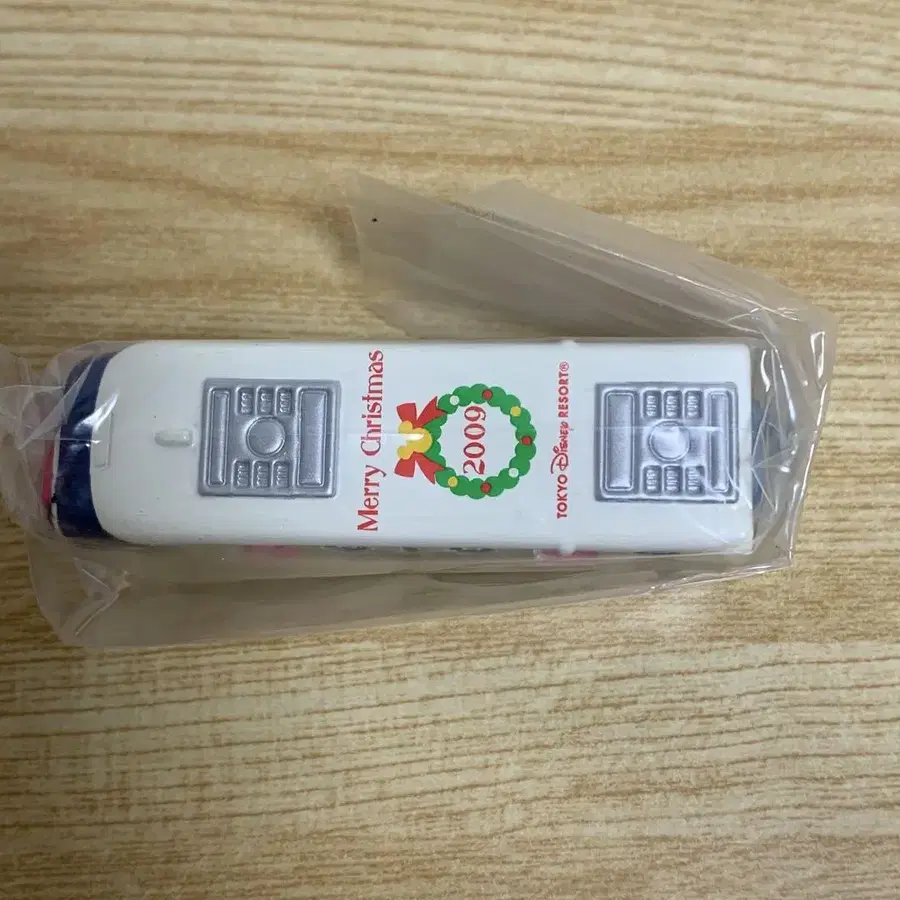 Merry Christmas
2009
TOKYO DISNEY RESORT®